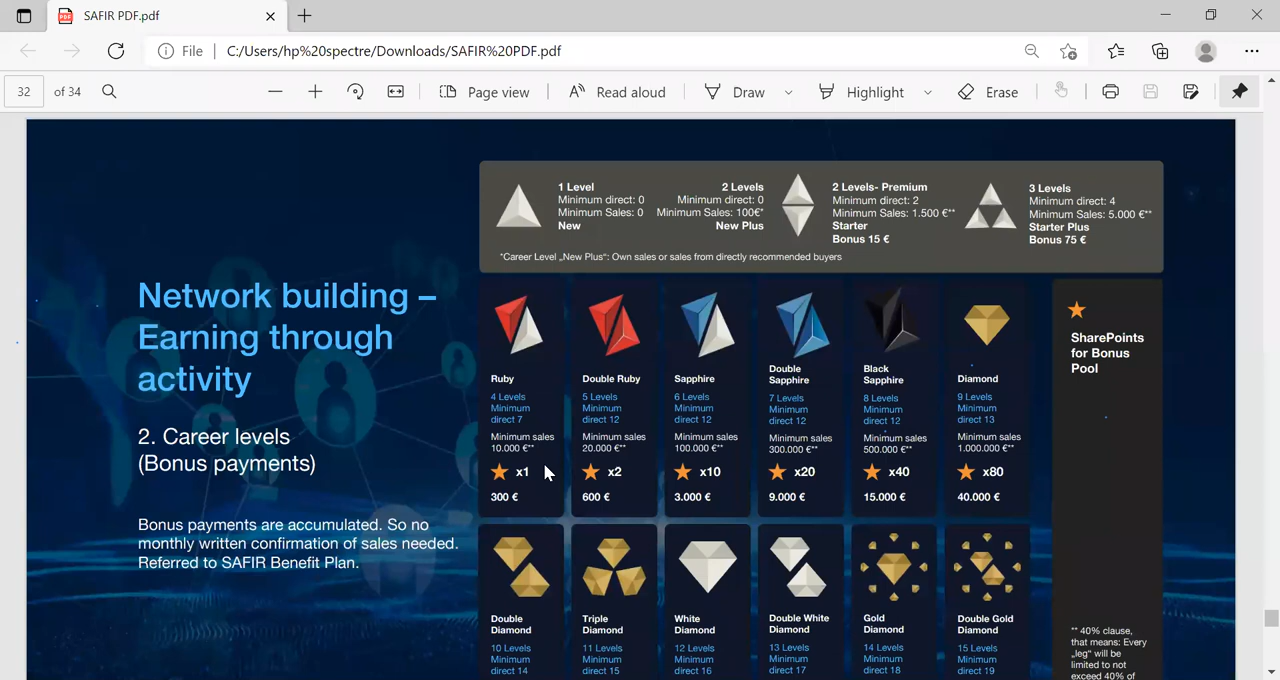 SAFIR PDF.pdf
File
C:/Users/hp%20spectre/Downloads/SAFIR%20PDF.pdf
32 of 34
Page view
Read aloud
Draw
Highlight
Erase
1 Level
Minimum direct: 0
Minimum Sales: 0
New
2 Levels
Minimum direct: 0
Minimum Sales: 100€*
New Plus
2 Levels- Premium
Minimum direct: 2
Minimum Sales: 1.500 €**
Starter
Bonus 15 €
3 Levels
Minimum direct: 4
Minimum Sales: 5.000 €**
Starter Plus
Bonus 75 €
*Career Level „New Plus“: Own sales or sales from directly recommended buyers
Network building –
Earning through
activity
2. Career levels
(Bonus payments)
Bonus payments are accumulated. So no
monthly written confirmation of sales needed.
Referred to SAFIR Benefit Plan.
Ruby
4 Levels
Minimum
direct 7
Minimum sales
10.000 €**
x1
300 €
Double Ruby
5 Levels
Minimum
direct 12
Minimum sales
20.000 €**
x2
600 €
Sapphire
6 Levels
Minimum
direct 12
Minimum sales
100.000 €**
x10
3.000 €
Double
Sapphire
7 Levels
Minimum
direct 12
Minimum sales
300.000 €**
x20
9.000 €
Black
Sapphire
8 Levels
Minimum
direct 12
Minimum sales
500.000 €**
x40
15.000 €
Diamond
9 Levels
Minimum
direct 13
Minimum sales
1.000.000 €**
x80
40.000 €
SharePoints
for Bonus
Pool
Double
Diamond
10 Levels
Minimum
direct 14
Triple
Diamond
11 Levels
Minimum
direct 15
White
Diamond
12 Levels
Minimum
direct 16
Double White
Diamond
13 Levels
Minimum
direct 17
Gold
Diamond
14 Levels
Minimum
direct 18
Double Gold
Diamond
15 Levels
Minimum
direct 19
** 40% clause,
that means: Every
„leg“ will be
limited to not
exceed 40% of